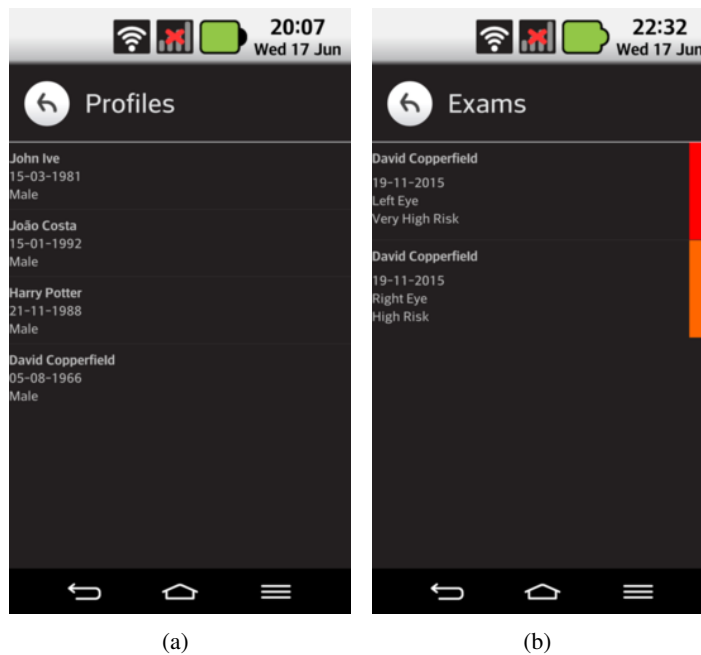 20:07
Wed 17 Jun
Profiles
John Ive
15-03-1981
Male
João Costa
15-01-1992
Male
Harry Potter
21-11-1988
Male
David Copperfield
05-08-1966
Male
(a)
22:32
Wed 17 Jun
Exams
David Copperfield
19-11-2015
Left Eye
Very High Risk
David Copperfield
19-11-2015
Right Eye
High Risk
(b)